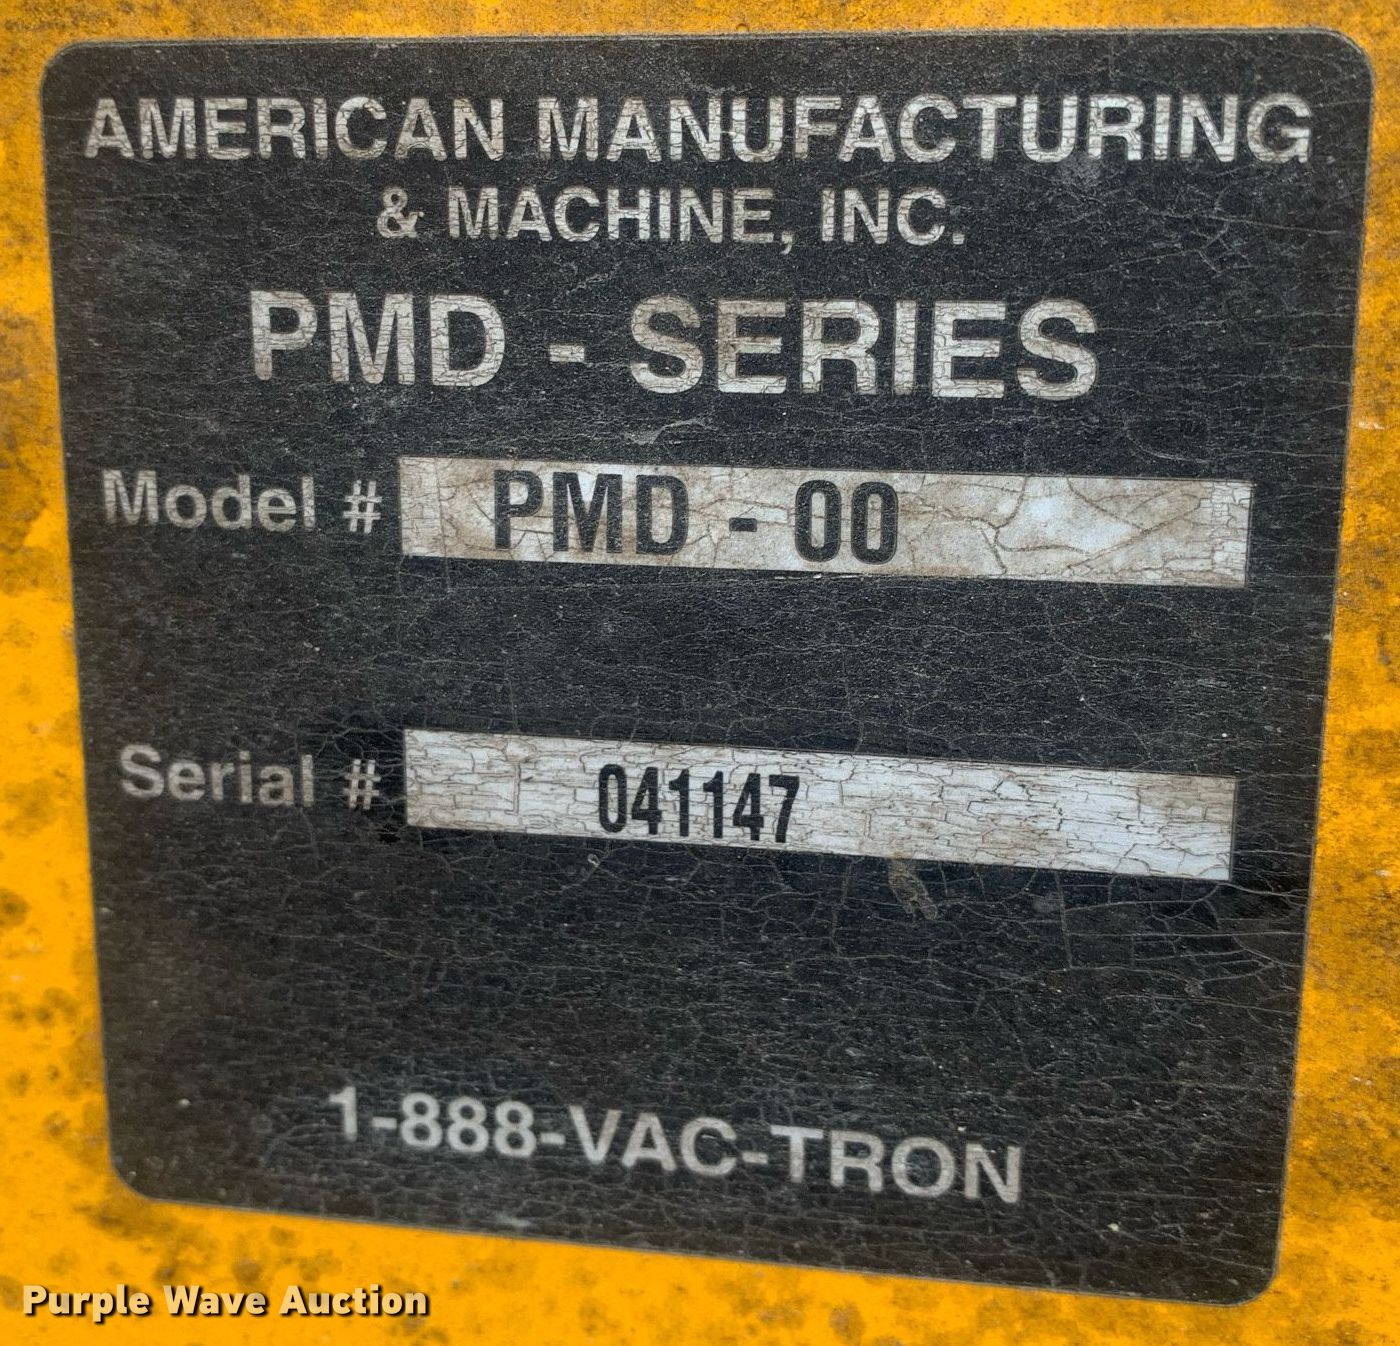 AMERICAN MANUFACTURING
& MACHINE, INC.
PMD - SERIES
Model # PMD - 00
Serial # 041147
1-888-VAC-TRON
Purple Wave Auction